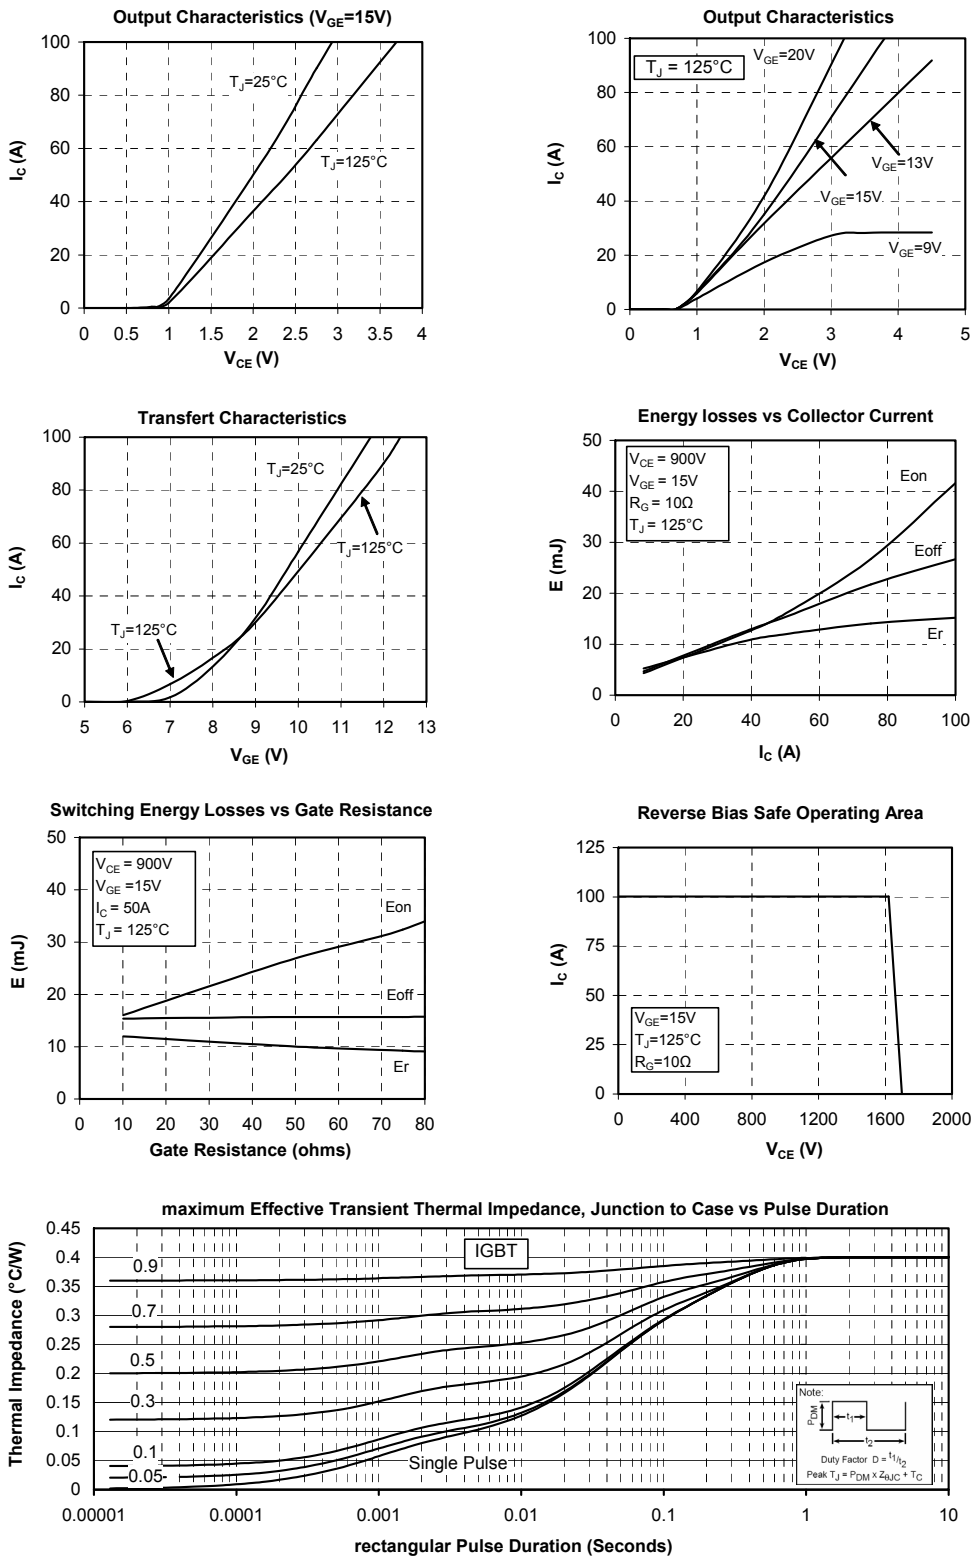 Output Characteristics (VGE=15V)
100
80
60
40
20
0
IC (A)
TJ=25°C
TJ=125°C
0 0.5 1 1.5 2 2.5 3 3.5 4
VCE (V)
Output Characteristics
100
80
60
40
20
0
IC (A)
TJ = 125°C
VGE=20V
VGE=13V
VGE=15V
VGE=9V
0 1 2 3 4 5
VCE (V)
Transfert Characteristics
100
80
60
40
20
0
IC (A)
TJ=25°C
TJ=125°C
TJ=125°C
5 6 7 8 9 10 11 12 13
VGE (V)
Energy losses vs Collector Current
50
40
30
20
10
0
E (mJ)
VCE = 900V
VGE = 15V
RG = 10Ω
TJ = 125°C
Eon
Eoff
Er
0 20 40 60 80 100
IC (A)
Switching Energy Losses vs Gate Resistance
50
40
30
20
10
0
E (mJ)
VCE = 900V
VGE =15V
IC = 50A
TJ = 125°C
Eon
Eoff
Er
0 10 20 30 40 50 60 70 80
Gate Resistance (ohms)
Reverse Bias Safe Operating Area
125
100
75
50
25
0
IC (A)
VGE=15V
TJ=125°C
RG=10Ω
0 400 800 1200 1600 2000
VCE (V)
maximum Effective Transient Thermal Impedance, Junction to Case vs Pulse Duration
0.45
0.4
0.35
0.3
0.25
0.2
0.15
0.1
0.05
0
Thermal Impedance (°C/W)
IGBT
0.9
0.7
0.5
0.3
0.1
0.05
Single Pulse
Note:
PDM
t1
t2
Duty Factor D = t1/t2
Peak TJ = PDM x ZθJC + TC
0.00001 0.0001 0.001 0.01 0.1 1 10
rectangular Pulse Duration (Seconds)